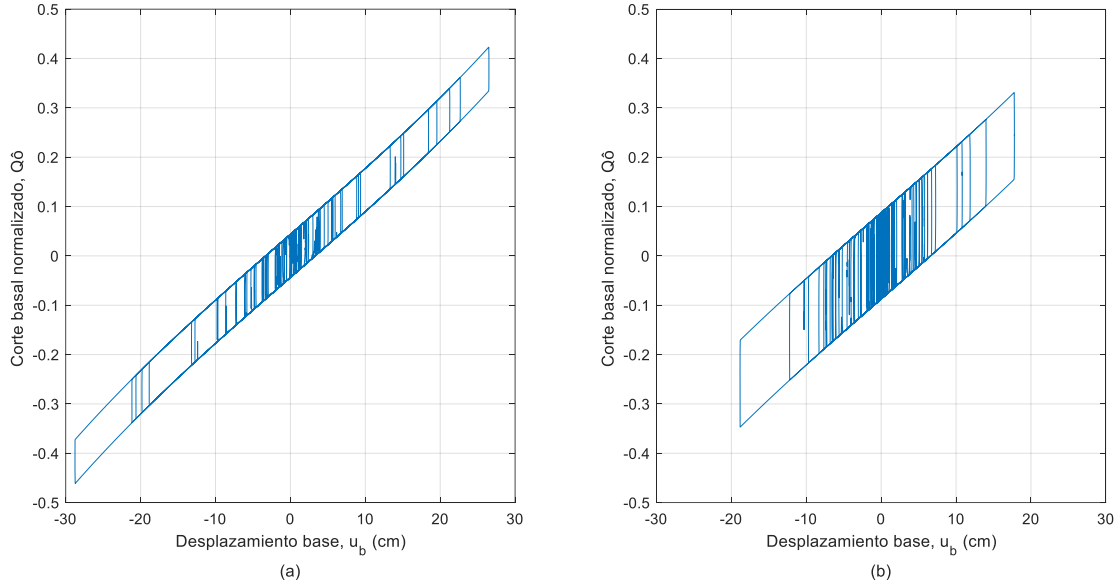 0.5
0.4
0.3
0.2
0.1
0
-0.1
-0.2
-0.3
-0.4
-0.5
-30 -20 -10 0 10 20 30
Corte basal normalizado, Qô
Desplazamiento base, u_b (cm)
(a)
0.5
0.4
0.3
0.2
0.1
0
-0.1
-0.2
-0.3
-0.4
-0.5
-30 -20 -10 0 10 20 30
Corte basal normalizado, Qô
Desplazamiento base, u_b (cm)
(b)